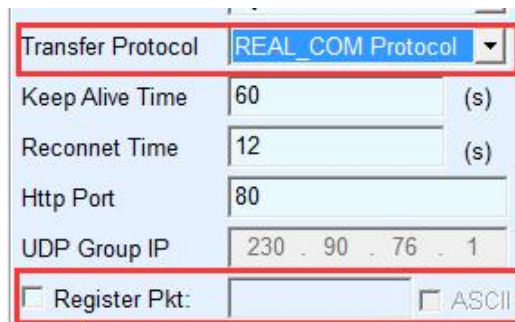 Transfer Protocol REAL_COM Protocol
Keep Alive Time 60 (s)
Reconnet Time 12 (s)
Http Port 80
UDP Group IP 230 . 90 . 76 . 1
Register Pkt: ASCII